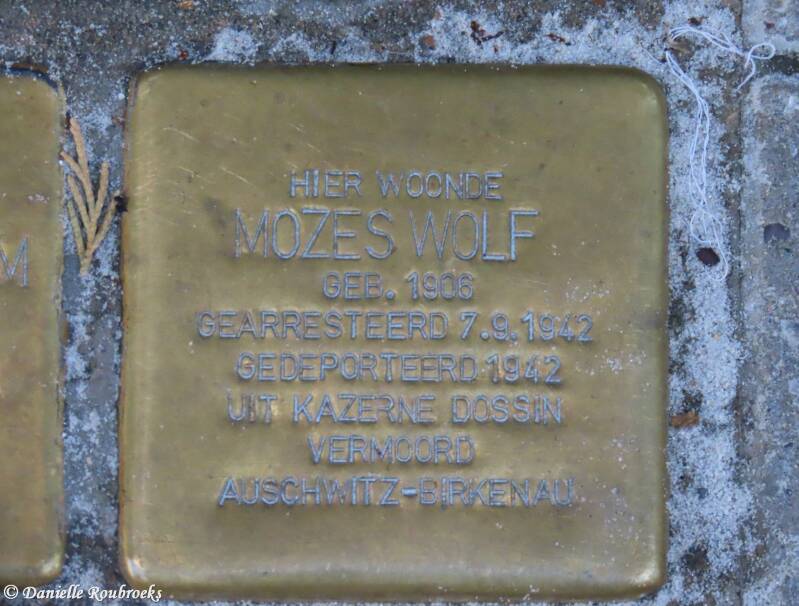 HIER WOONDE
MOZES WOLF
GEB. 1906
GEARRESTEERD 7.9.1942
GEDEPORTEERD 1942
UIT KAZERNE DOSSIN
VERMOORD
AUSCHWITZ-BIRKENAU
M
© Danielle Roubroeks